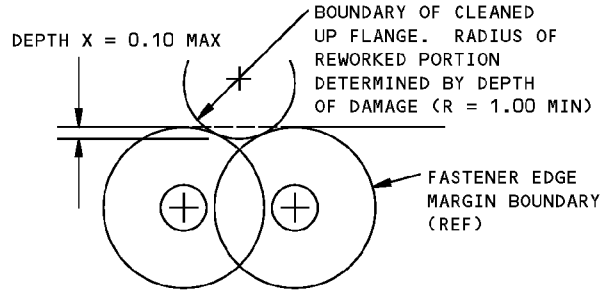 BOUNDARY OF CLEANED
UP FLANGE. RADIUS OF
REWORKED PORTION
DETERMINED BY DEPTH
OF DAMAGE (R = 1.00 MIN)
DEPTH X = 0.10 MAX
FASTENER EDGE
MARGIN BOUNDARY
(REF)